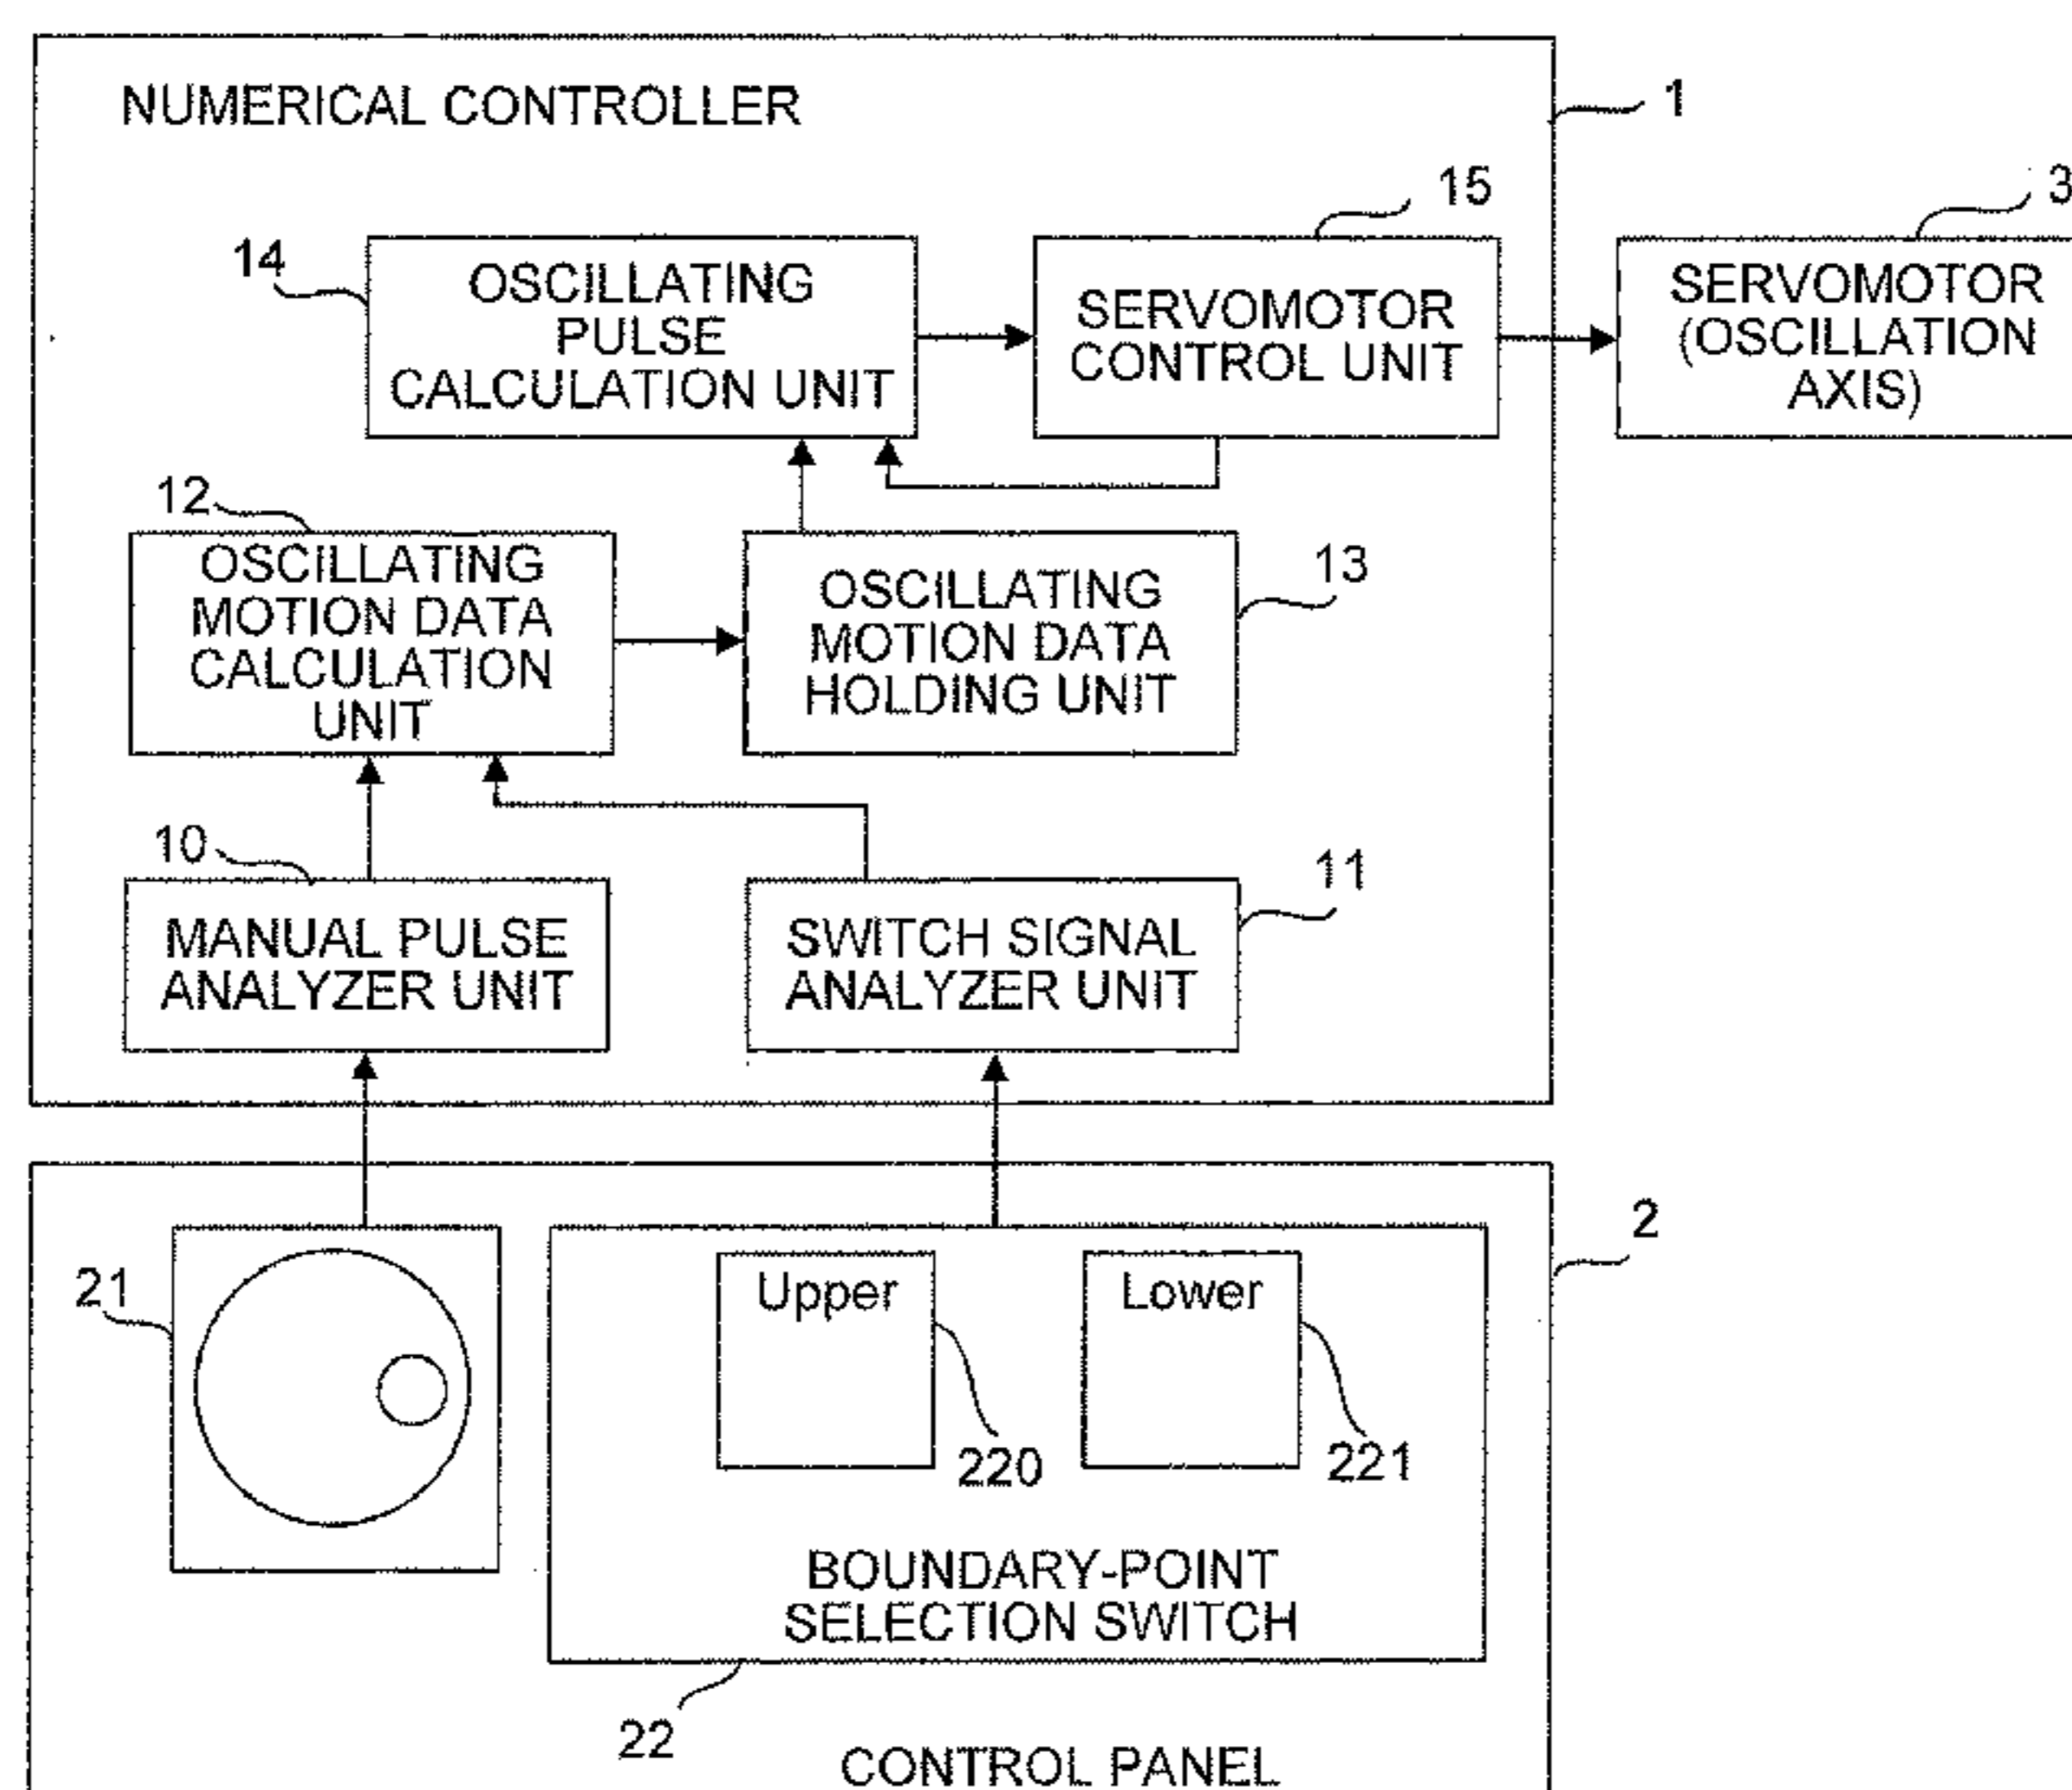 NUMERICAL CONTROLLER
1
15
3
14
OSCILLATING
PULSE
CALCULATION UNIT
SERVOMOTOR
CONTROL UNIT
SERVOMOTOR
(OSCILLATION
AXIS)
12
OSCILLATING
MOTION DATA
CALCULATION
UNIT
OSCILLATING
MOTION DATA
HOLDING UNIT
13
10
MANUAL PULSE
ANALYZER UNIT
SWITCH SIGNAL
ANALYZER UNIT
11
2
21
Upper
Lower
220
221
BOUNDARY-POINT
SELECTION SWITCH
22
CONTROL PANEL